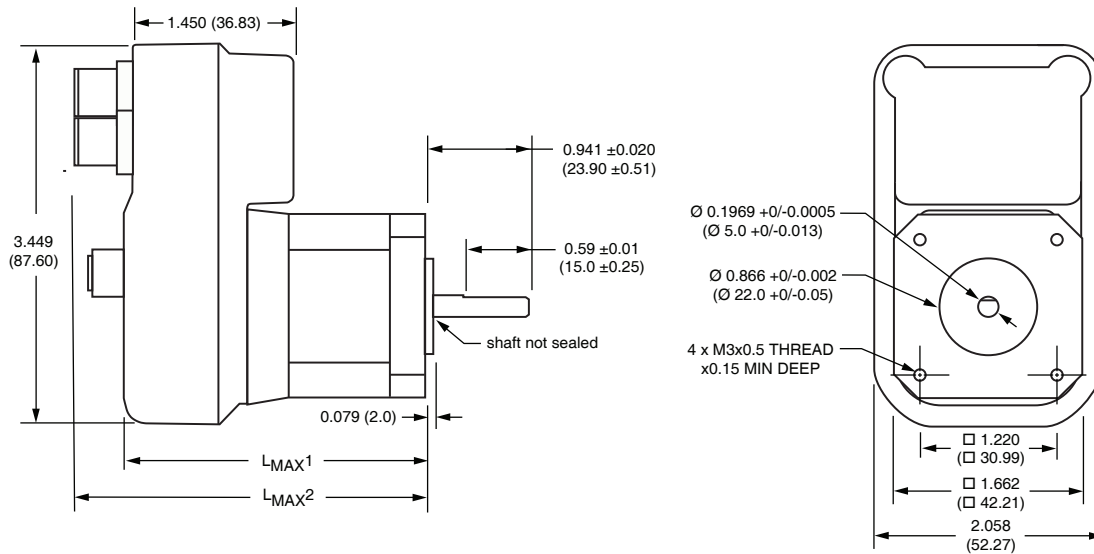 1.450 (36.83)
3.449
(87.60)
0.941 ±0.020
(23.90 ±0.51)
0.59 ±0.01
(15.0 ±0.25)
shaft not sealed
0.079 (2.0)
LMAX1
LMAX2
Ø 0.1969 +0/-0.0005
(Ø 5.0 +0/-0.013)
Ø 0.866 +0/-0.002
(Ø 22.0 +0/-0.05)
4 x M3x0.5 THREAD
x0.15 MIN DEEP
□ 1.220
(□ 30.99)
□ 1.662
(□ 42.21)
2.058
(52.27)